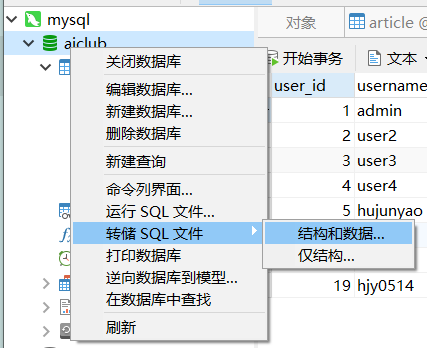 mysql
对象
article @
aiclub
关闭数据库
编辑数据库...
新建数据库...
删除数据库
新建查询
命令列界面...
运行 SQL 文件...
转储 SQL 文件
打印数据库
逆向数据库到模型...
在数据库中查找
刷新
结构和数据...
仅结构...
开始事务
文本
user_id
username
1
admin
2
user2
3
user3
4
user4
5
hujunyao
19
hjy0514